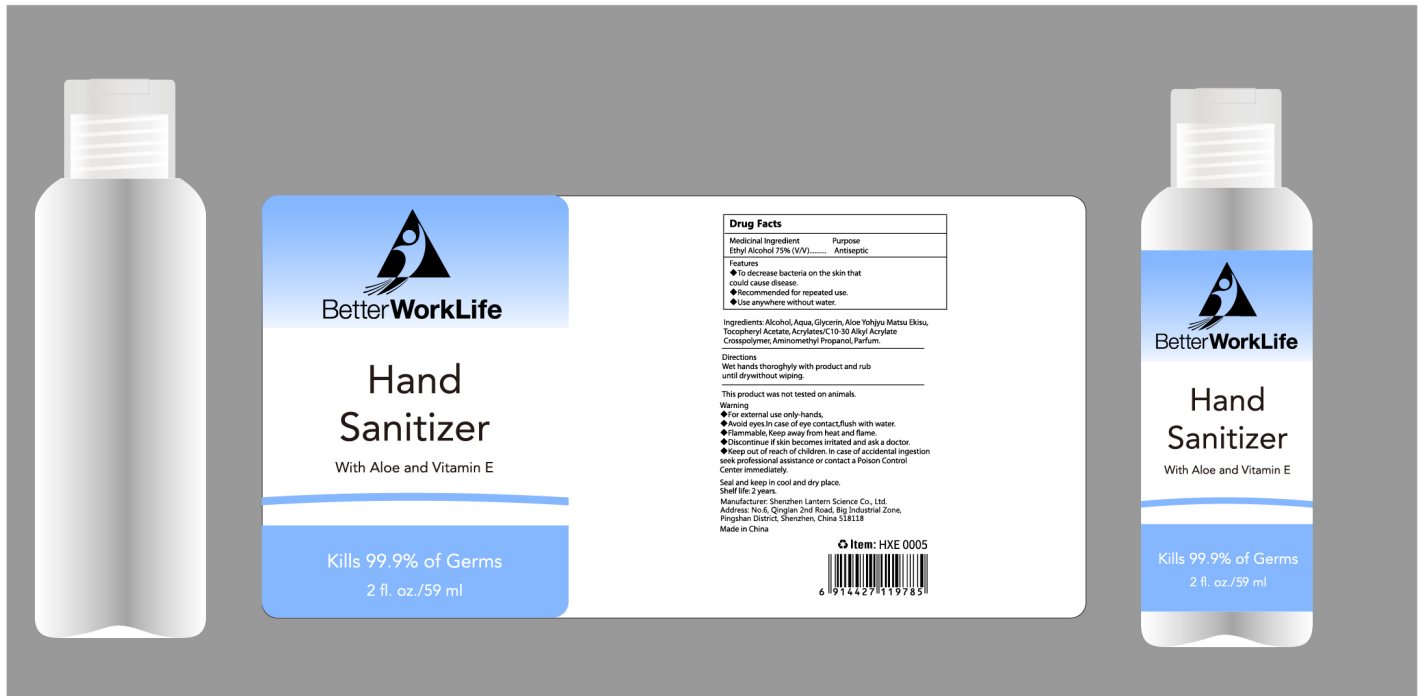 BetterWorkLife
Hand
Sanitizer
With Aloe and Vitamin E
Kills 99.9% of Germs
2 fl. oz./59 ml
Drug Facts
Medicinal Ingredient Purpose
Ethyl Alcohol 75% (V/V)......... Antiseptic
Features
◆To decrease bacteria on the skin that
could cause disease.
◆Recommended for repeated use.
◆Use anywhere without water.
Ingredients: Alcohol, Aqua, Glycerin, Aloe Yohjyu Matsu Ekisu,
Tocopheryl Acetate, Acrylates/C10-30 Alkyl Acrylate
Crosspolymer, Aminomethyl Propanol, Parfum.
Directions
Wet hands thoroghyly with product and rub
until drywithout wiping.
This product was not tested on animals.
Warning
◆For external use only-hands,
◆Avoid eyes.In case of eye contact,flush with water.
◆Flammable, Keep away from heat and flame.
◆Discontinue if skin becomes irritated and ask a doctor.
◆Keep out of reach of children. In case of accidental ingestion
seek professional assistance or contact a Poison Control
Center immediately.
Seal and keep in cool and dry place.
Shelf life: 2 years.
Manufacturer: Shenzhen Lantern Science Co., Ltd.
Address: No.6, Qinglan 2nd Road, Big Industrial Zone,
Pingshan District, Shenzhen, China 518118
Made in China
♻ Item: HXE 0005
6 914427 119785
BetterWorkLife
Hand
Sanitizer
With Aloe and Vitamin E
Kills 99.9% of Germs
2 fl. oz./59 ml